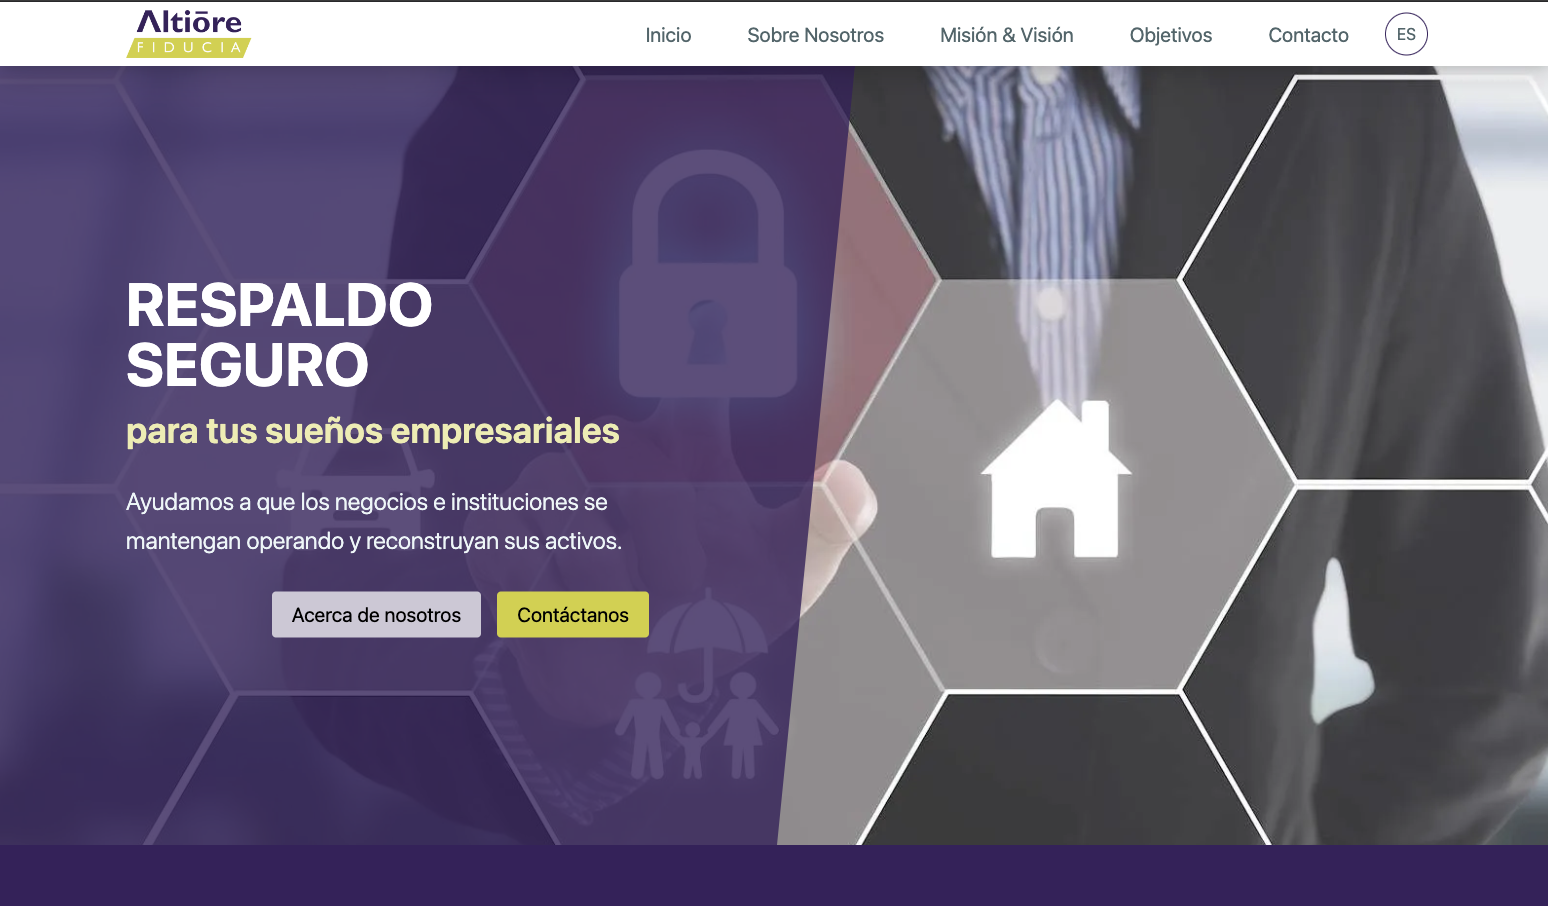 Altiōre
FIDUCIA
Inicio
Sobre Nosotros
Misión & Visión
Objetivos
Contacto
ES
RESPALDO
SEGURO
para tus sueños empresariales
Ayudamos a que los negocios e instituciones se
mantengan operando y reconstruyan sus activos.
Acerca de nosotros
Contáctanos